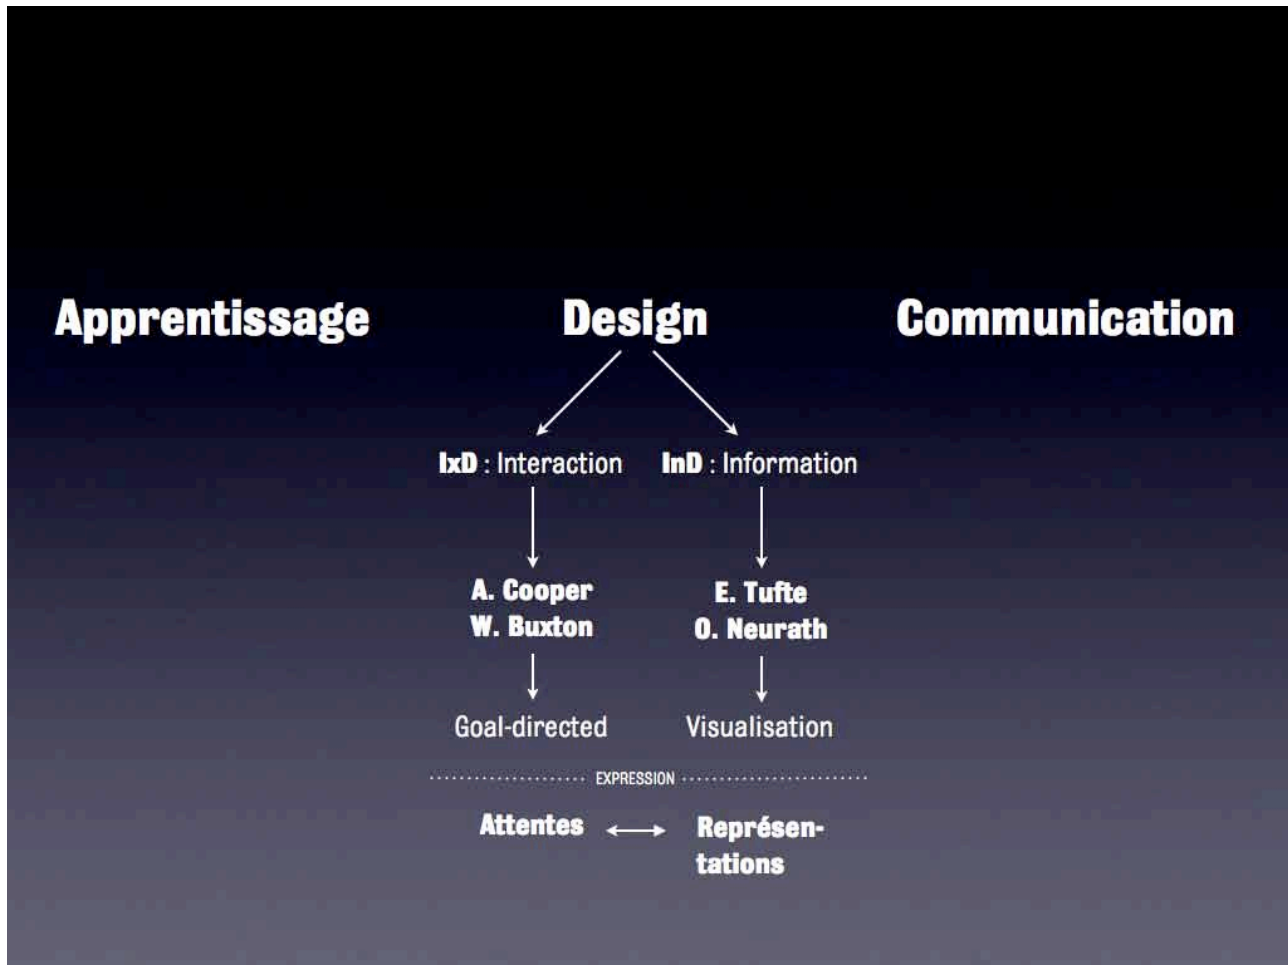 Apprentissage
Design
Communication
IxD : Interaction
InD : Information
A. Cooper
W. Buxton
E. Tufte
O. Neurath
Goal-directed
Visualisation
EXPRESSION
Attentes
Représen-
tations